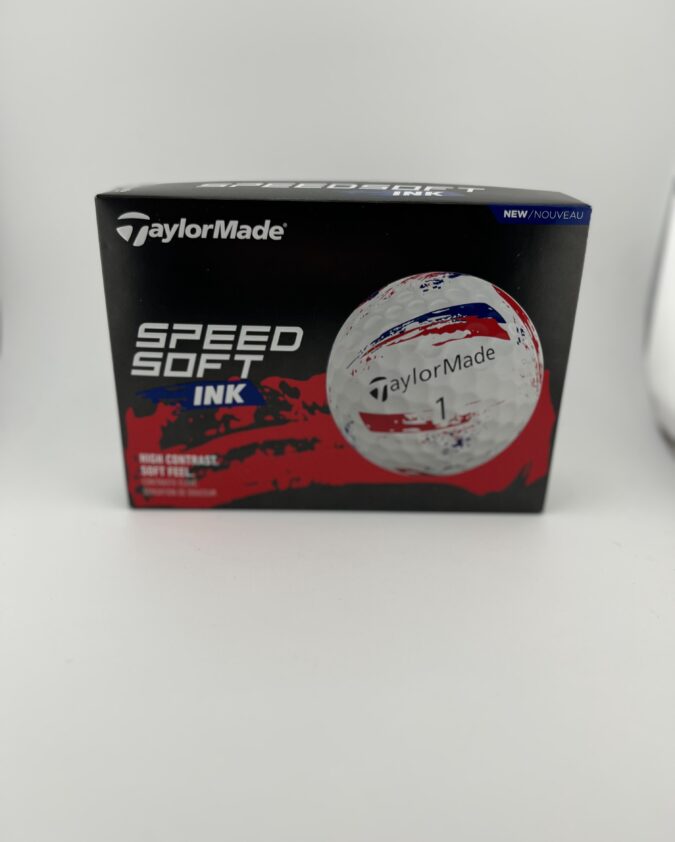 SPEEDSOFT
INK
NEW/NOUVEAU
TaylorMade
SPEED
SOFT
INK
TaylorMade
1
HIGH CONTRAST.
SOFT FEEL.